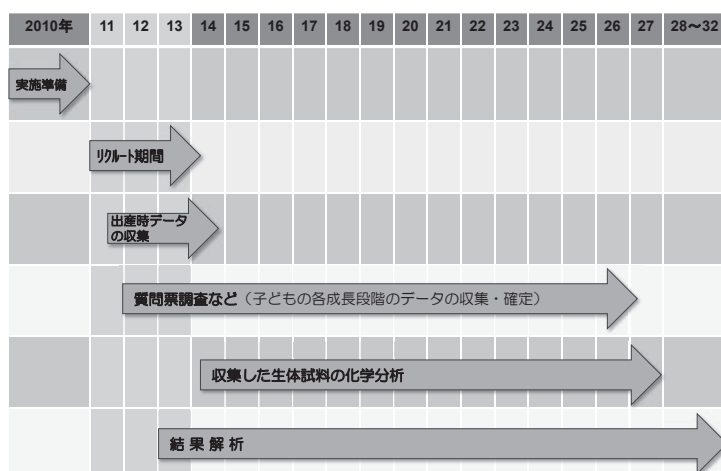 2010年 11 12 13 14 15 16 17 18 19 20 21 22 23 24 25 26 27 28〜32
実施準備
リクルート期間
出産時データ
の収集
質問票調査など（子どもの各成長段階のデータの収集・確定）
収集した生体試料の化学分析
結 果 解 析